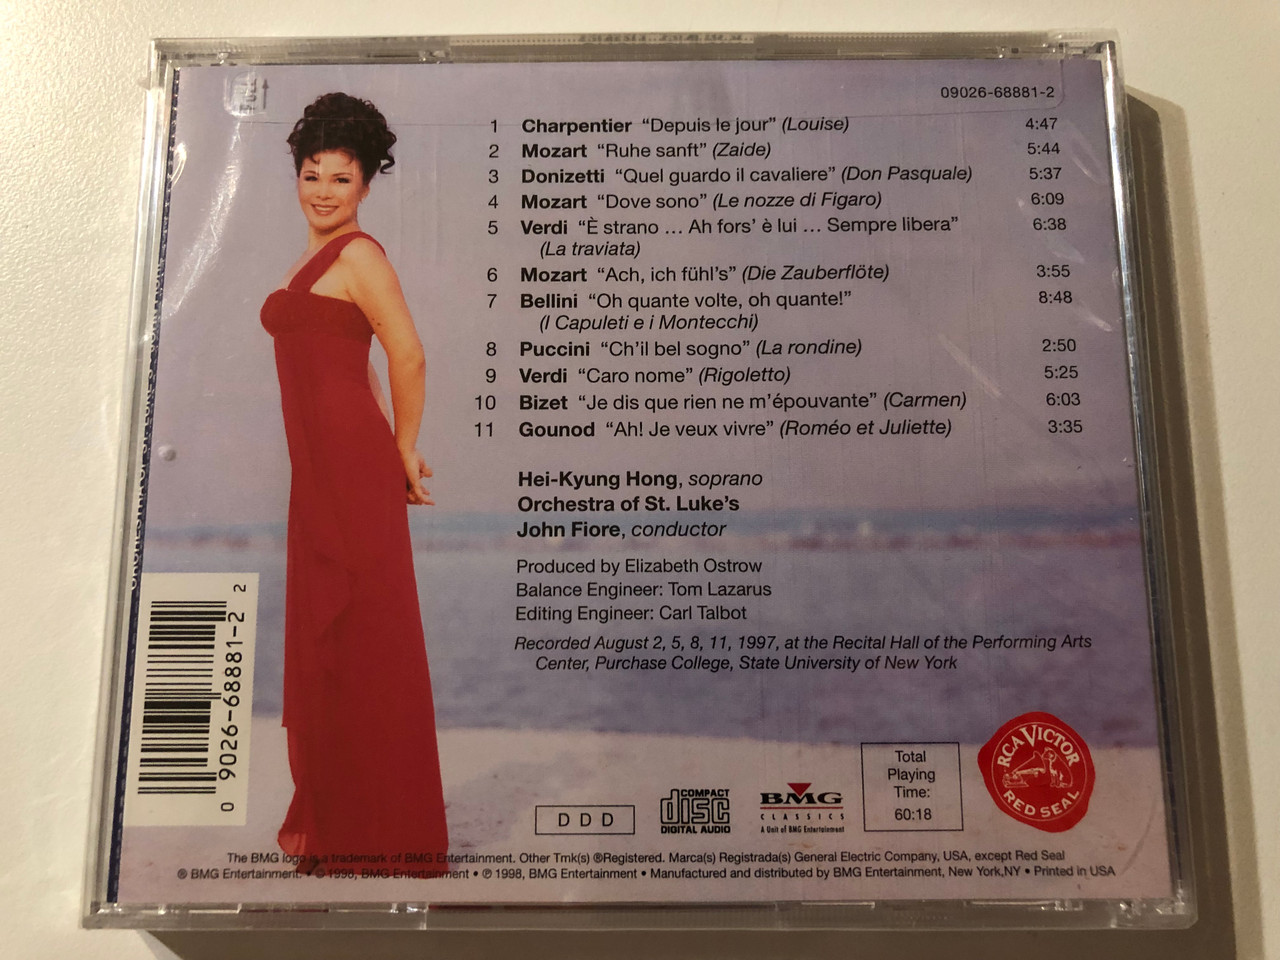 09026-68881-2
1 Charpentier “Depuis le jour” (Louise) 4:47
2 Mozart “Ruhe sanft” (Zaide) 5:44
3 Donizetti “Quel guardo il cavaliere” (Don Pasquale) 5:37
4 Mozart “Dove sono” (Le nozze di Figaro) 6:09
5 Verdi “È strano ... Ah fors’ è lui ... Sempre libera” 6:38
(La traviata)
6 Mozart “Ach, ich fühl’s” (Die Zauberflöte) 3:55
7 Bellini “Oh quante volte, oh quante!” 8:48
(I Capuleti e i Montecchi)
8 Puccini “Ch’il bel sogno” (La rondine) 2:50
9 Verdi “Caro nome” (Rigoletto) 5:25
10 Bizet “Je dis que rien ne m’épouvante” (Carmen) 6:03
11 Gounod “Ah! Je veux vivre” (Roméo et Juliette) 3:35
Hei-Kyung Hong, soprano
Orchestra of St. Luke’s
John Fiore, conductor
Produced by Elizabeth Ostrow
Balance Engineer: Tom Lazarus
Editing Engineer: Carl Talbot
Recorded August 2, 5, 8, 11, 1997, at the Recital Hall of the Performing Arts
Center, Purchase College, State University of New York
0 9026-68881-2 2
D D D
COMPACT
disc
DIGITAL AUDIO
BMG
CLASSICS
A Unit of BMG Entertainment
Total
Playing
Time:
60:18
RCA VICTOR
RED SEAL
The BMG logo is a trademark of BMG Entertainment. Other Tmk(s) ®Registered. Marca(s) Registrada(s) General Electric Company, USA, except Red Seal
® BMG Entertainment. • © 1998, BMG Entertainment • ℗ 1998, BMG Entertainment • Manufactured and distributed by BMG Entertainment, New York,NY • Printed in USA